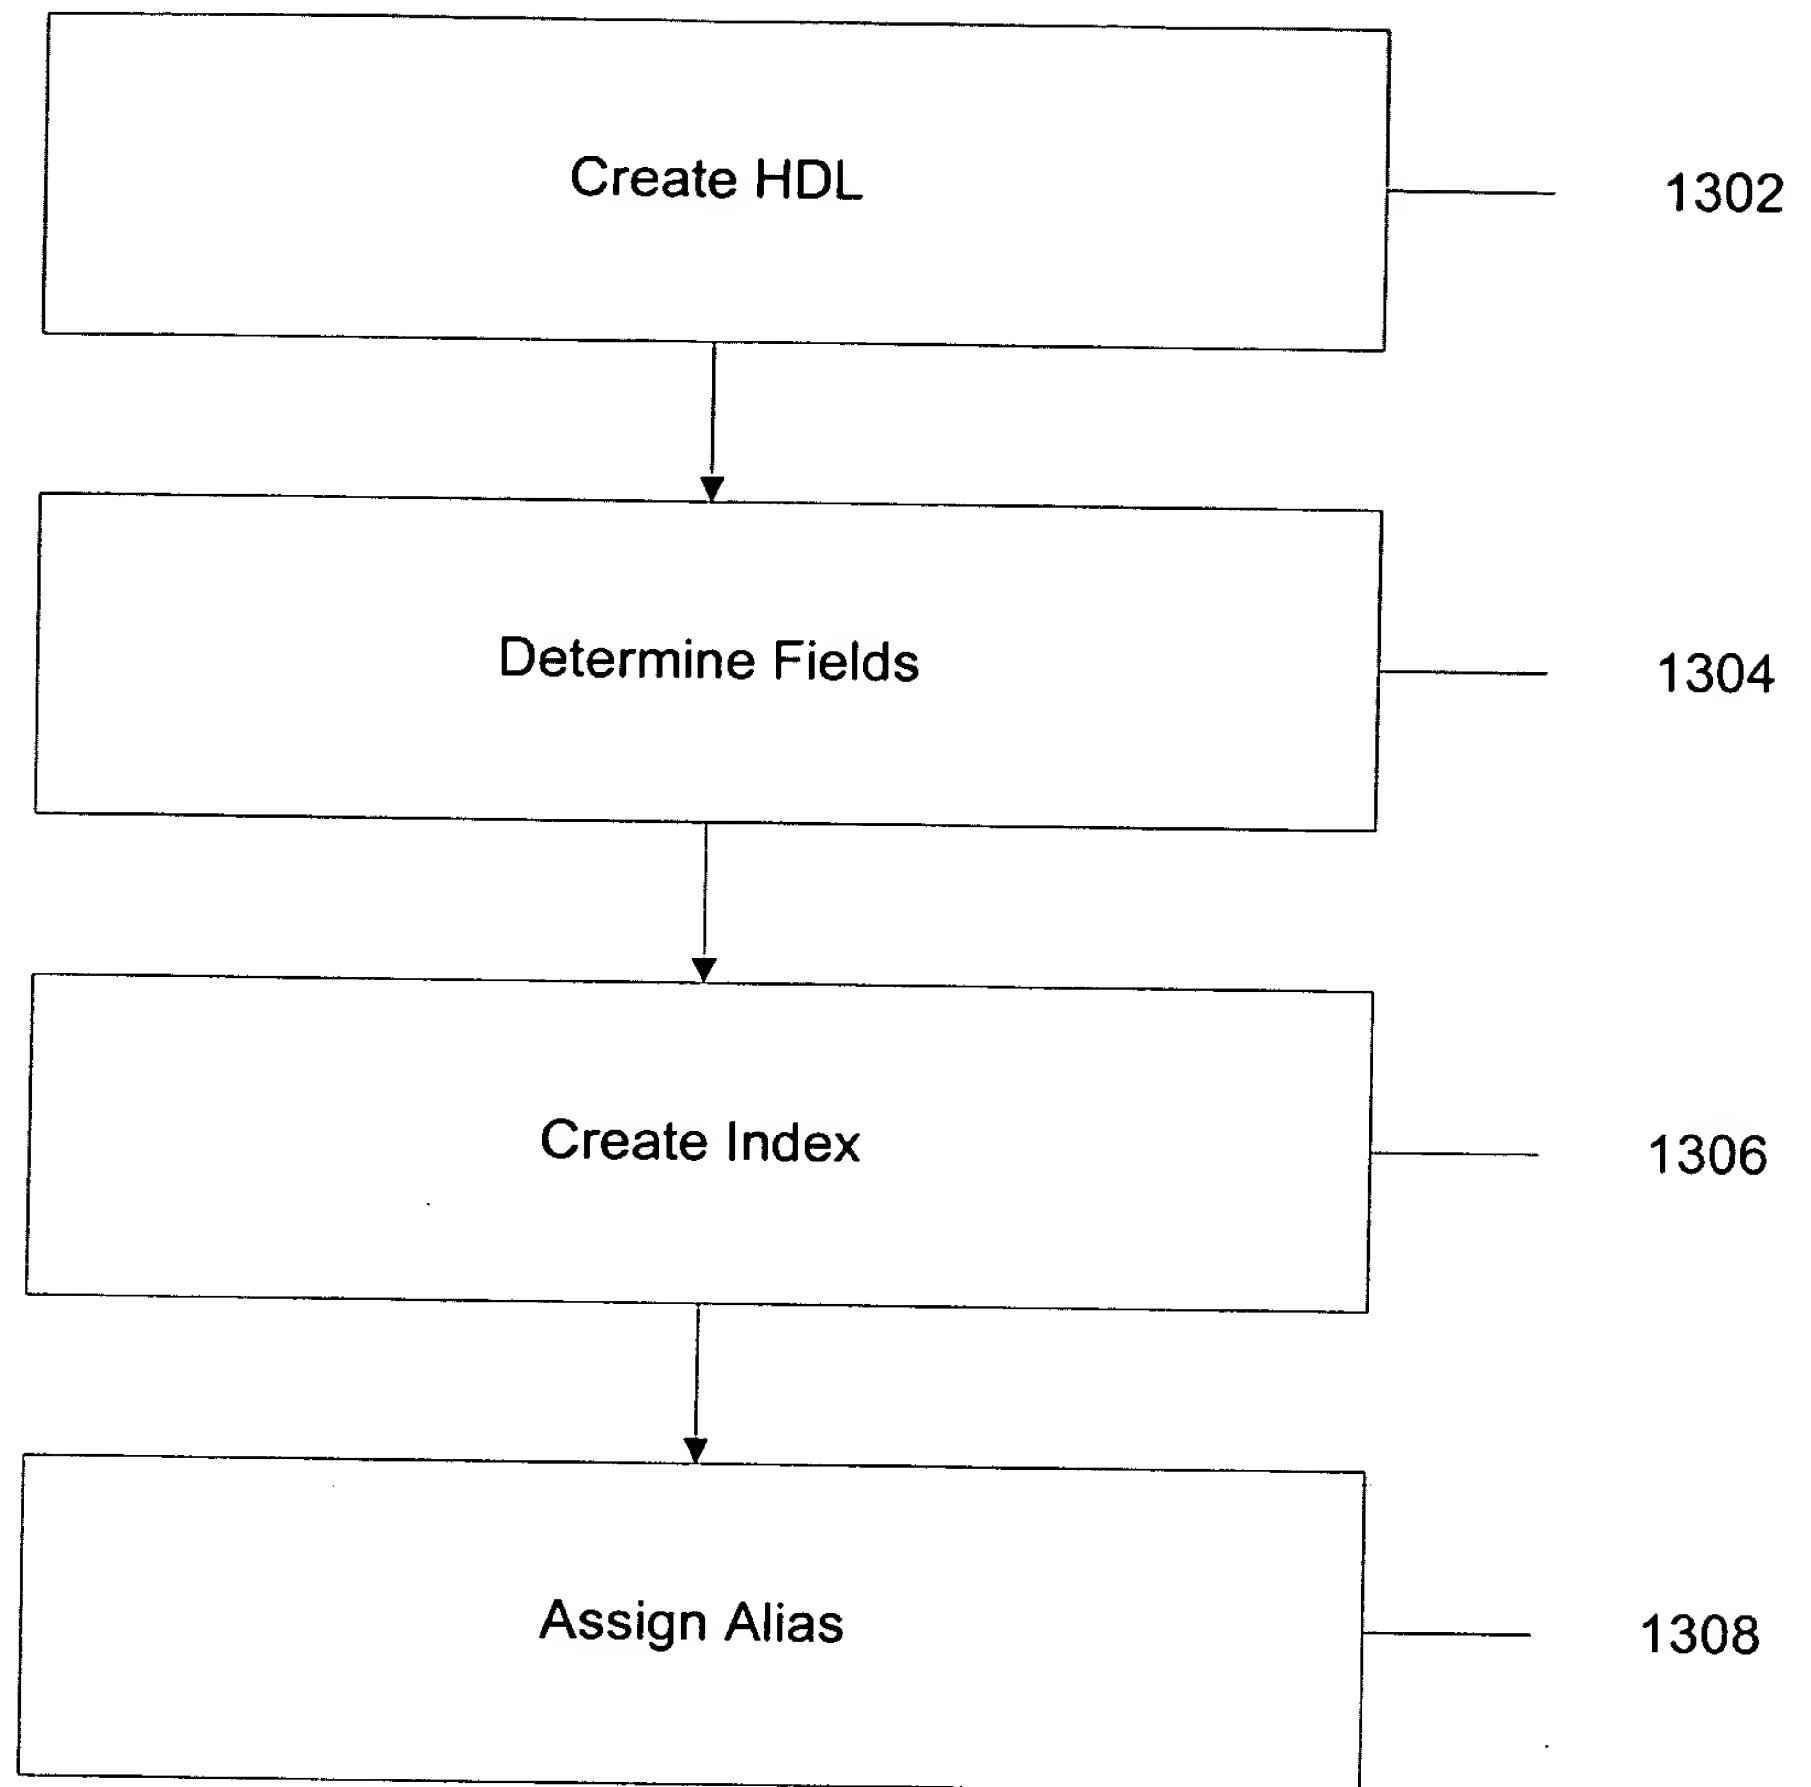 Create HDL
1302
Determine Fields
1304
Create Index
1306
Assign Alias
1308